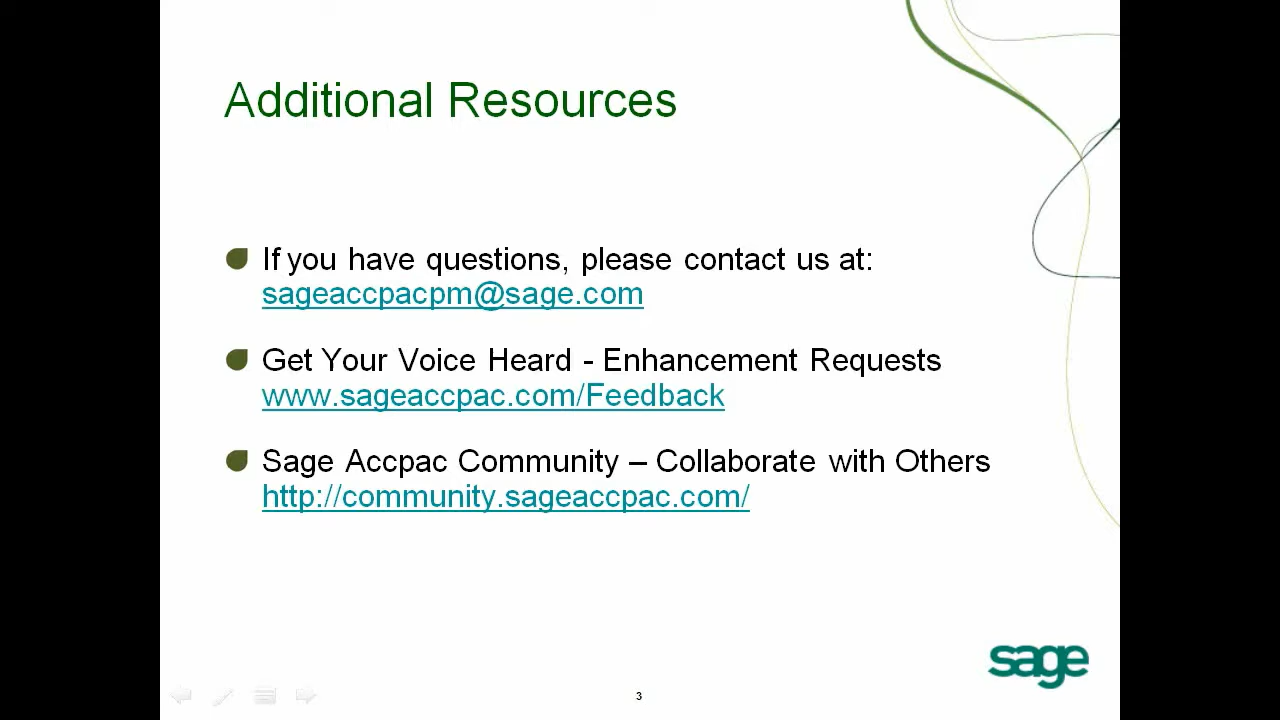 Additional Resources
If you have questions, please contact us at:
sageaccpacpm@sage.com
Get Your Voice Heard - Enhancement Requests
www.sageaccpac.com/Feedback
Sage Accpac Community – Collaborate with Others
http://community.sageaccpac.com/
sage
3